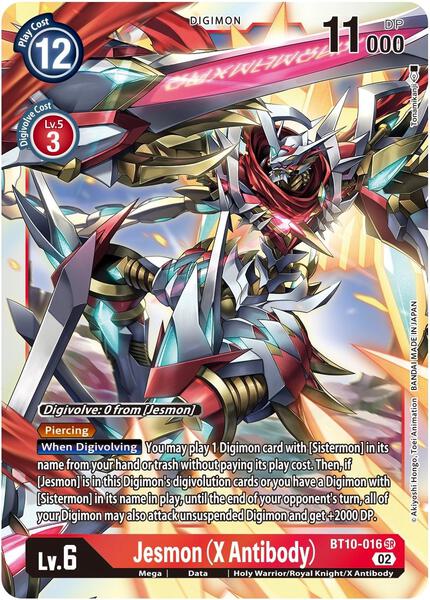 Play Cost
12
DIGIMON
DP
11000
Digivolve Cost
Lv.5
3
Digivolve: 0 from [Jesmon]
Piercing
When Digivolving You may play 1 Digimon card with [Sistermon] in its
name from your hand or trash without paying its play cost. Then, if
[Jesmon] is in this Digimon's digivolution cards or you have a Digimon with
[Sistermon] in its name in play, until the end of your opponent's turn, all of
your Digimon may also attack unsuspended Digimon and get +2000 DP.
©Akiyoshi Hongo, Toei Animation BANDAI MADE IN JAPAN
Lv.6
Jesmon (X Antibody)
BT10-016 SR
02
Mega | Data | Holy Warrior/Royal Knight/X Antibody